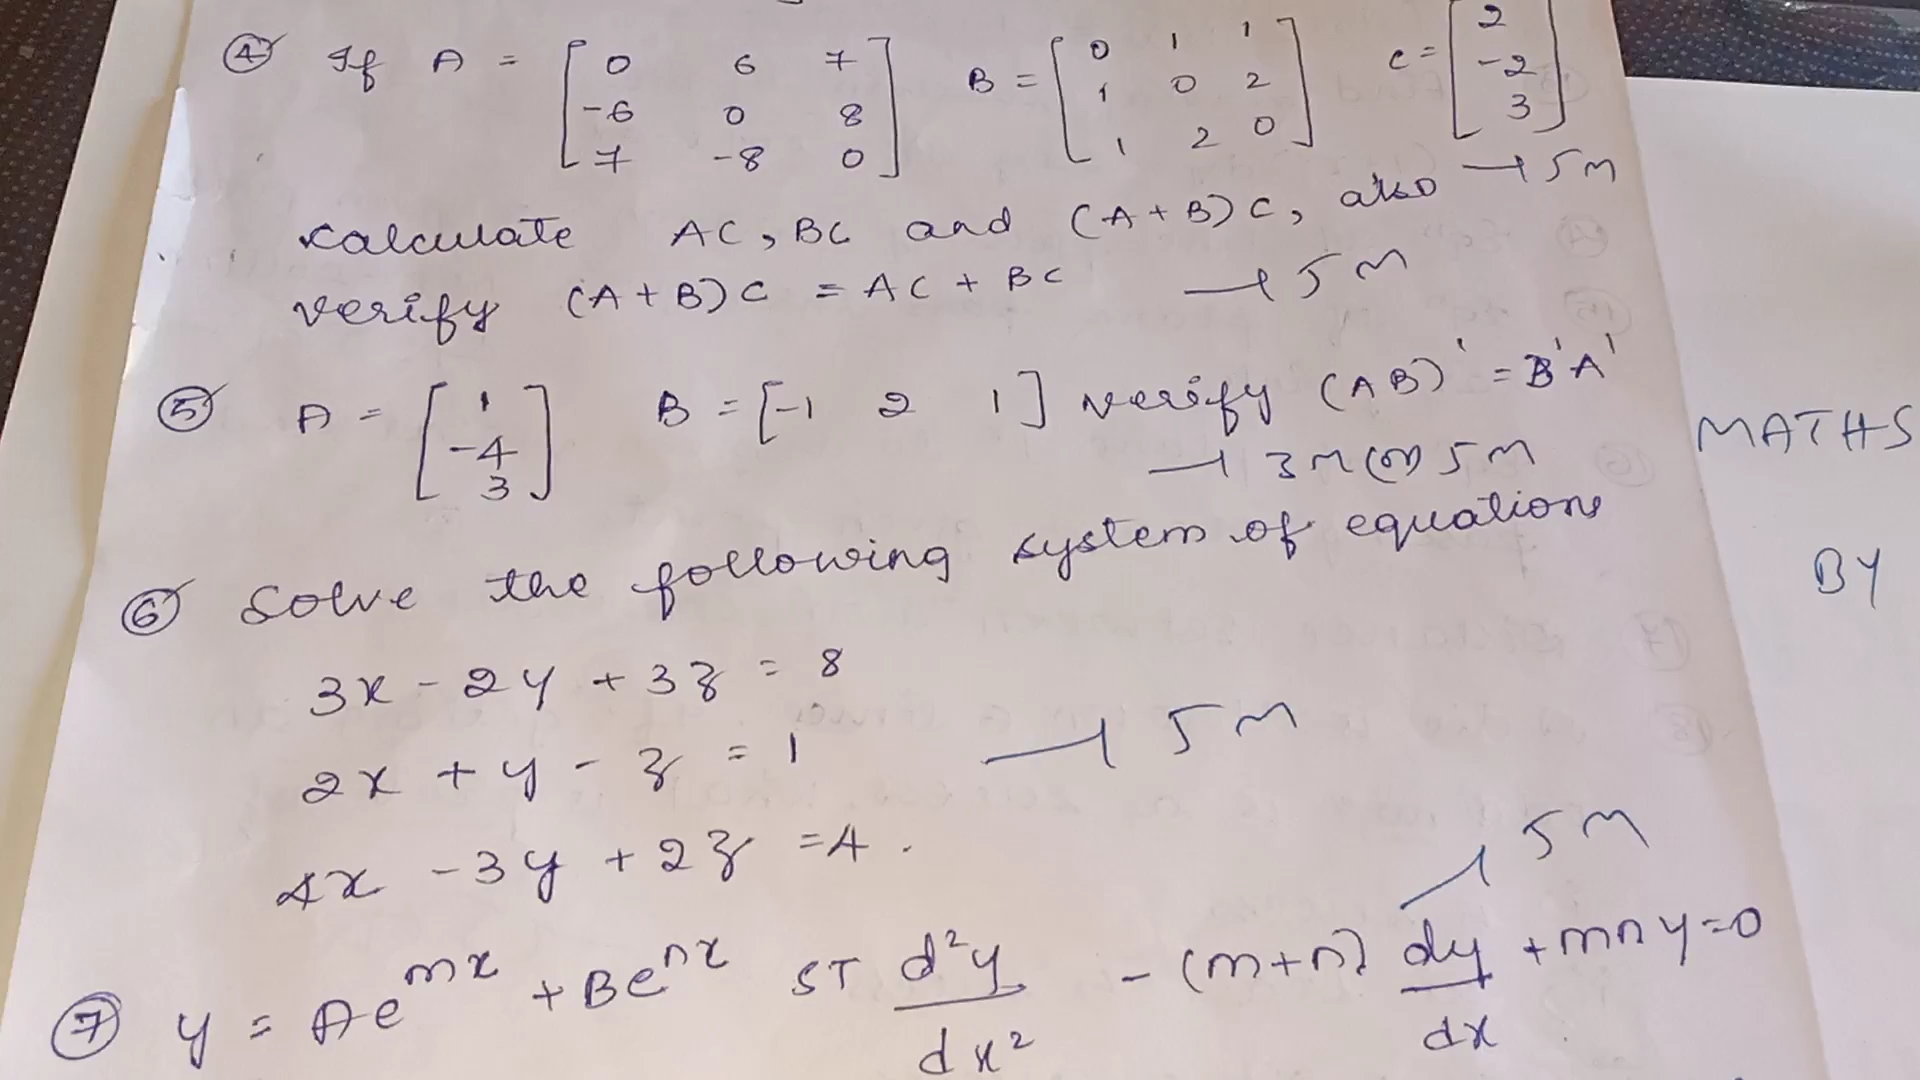 ④ If A = [0 6 7 B = [0 1 1 C = [2
-6 0 8 1 0 2 -2
7 -8 0] 1 2 0] 3]
calculate AC, BC and (A+B)C, also → 5m
verify (A+B)C = AC + BC → 5M
⑤ A = [1 -4 3] B = [-1 2 1] verify (AB)' = B'A'
→ 3M (or) 5M
⑥ Solve the following system of equations
3x - 2y + 3z = 8
2x + y - z = 1 → 5M
4x - 3y + 2z = 4.
5M
⑦ y = Ae^mx + Be^nx ST d²y/dx² - (m+n) dy/dx + mny=0
MATHS
BY